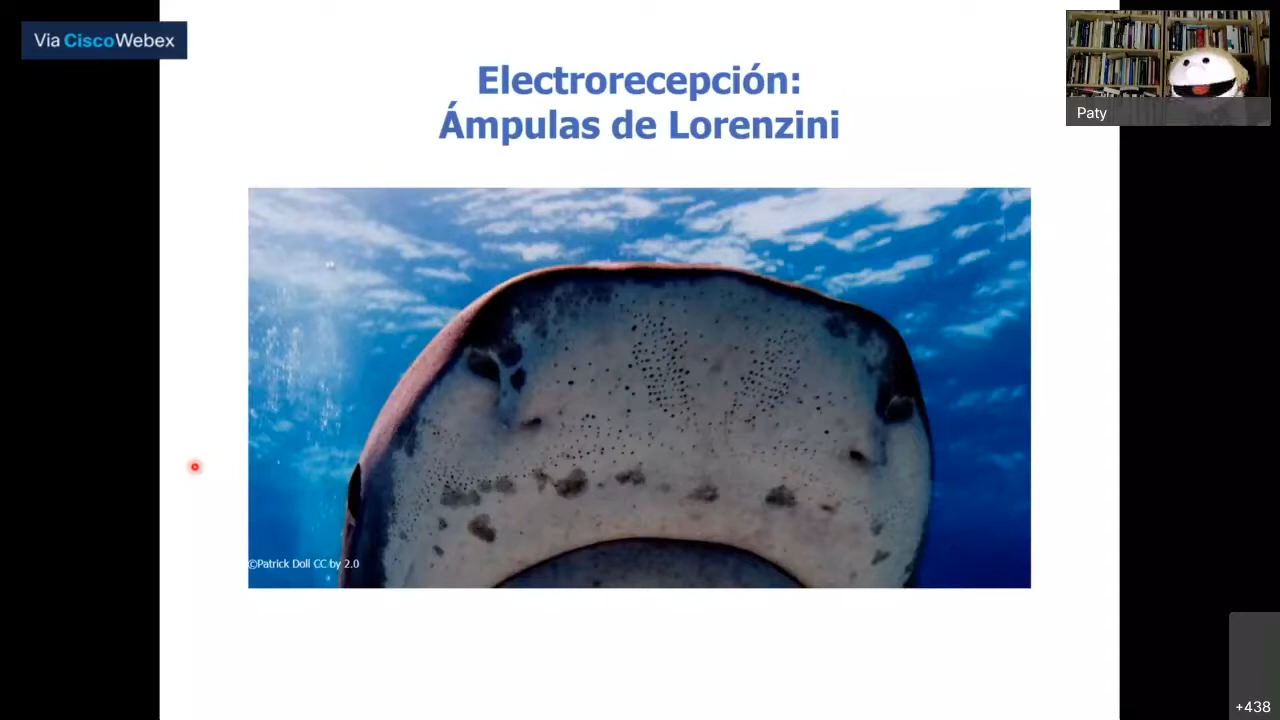 Via CiscoWebex
Electrorecepción:
Ámpulas de Lorenzini
Paty
©Patrick Doll CC by 2.0
+438